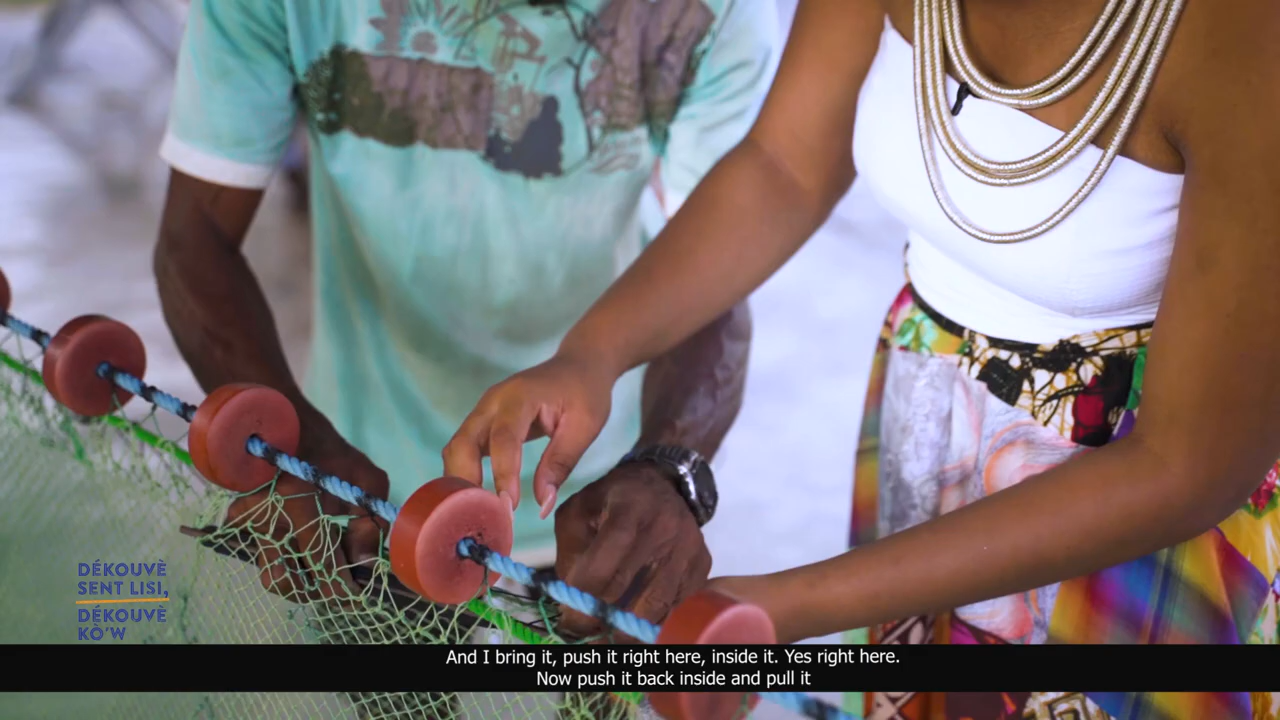 DÉKOUVÈ
SENT LISI,
DÉKOUVÈ
KÒ'W
And I bring it, push it right here, inside it. Yes right here.
Now push it back inside and pull it